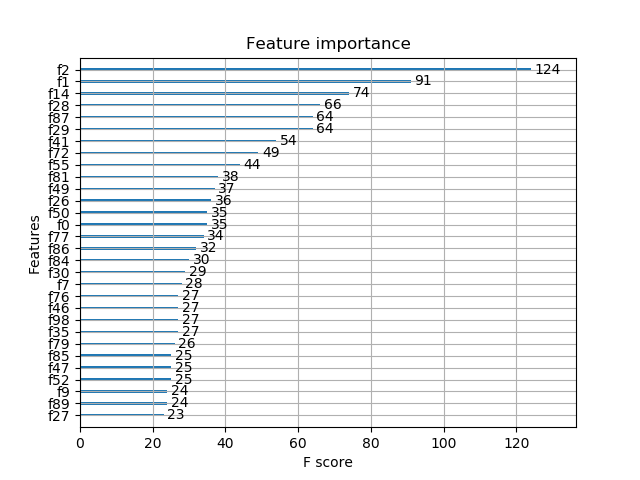 Feature importance
Features
f2 124
f1 91
f14 74
f28 66
f87 64
f29 64
f41 54
f72 49
f55 44
f81 38
f49 37
f26 36
f50 35
f0 35
f77 34
f86 32
f84 30
f30 29
f7 28
f76 27
f46 27
f98 27
f35 27
f79 26
f85 25
f47 25
f52 25
f9 24
f89 24
f27 23
0 20 40 60 80 100 120
F score